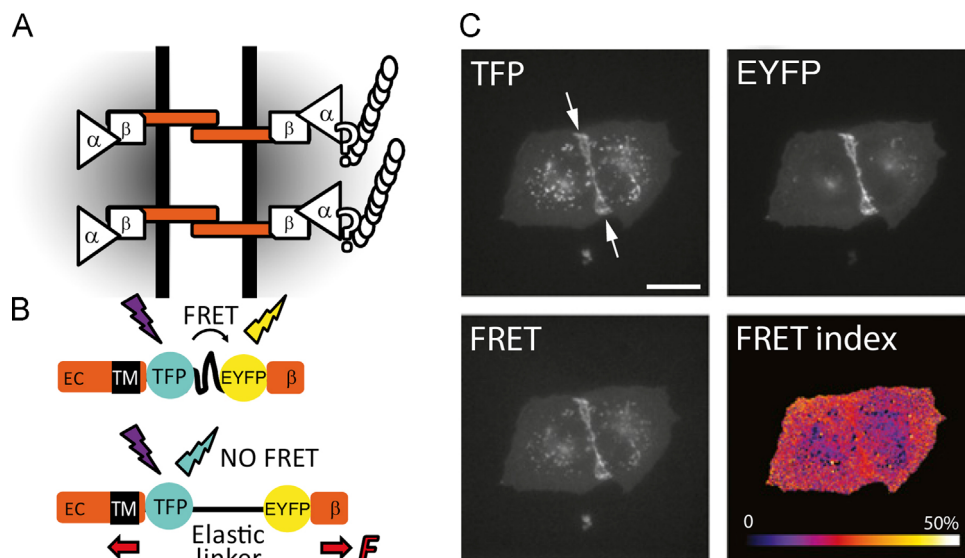 A
α β β α ?
α β β α ?
B
FRET
EC TM TFP EYFP β
NO FRET
EC TM TFP EYFP β
Elastic
linker
F
C
TFP
EYFP
FRET
FRET index
0 50%